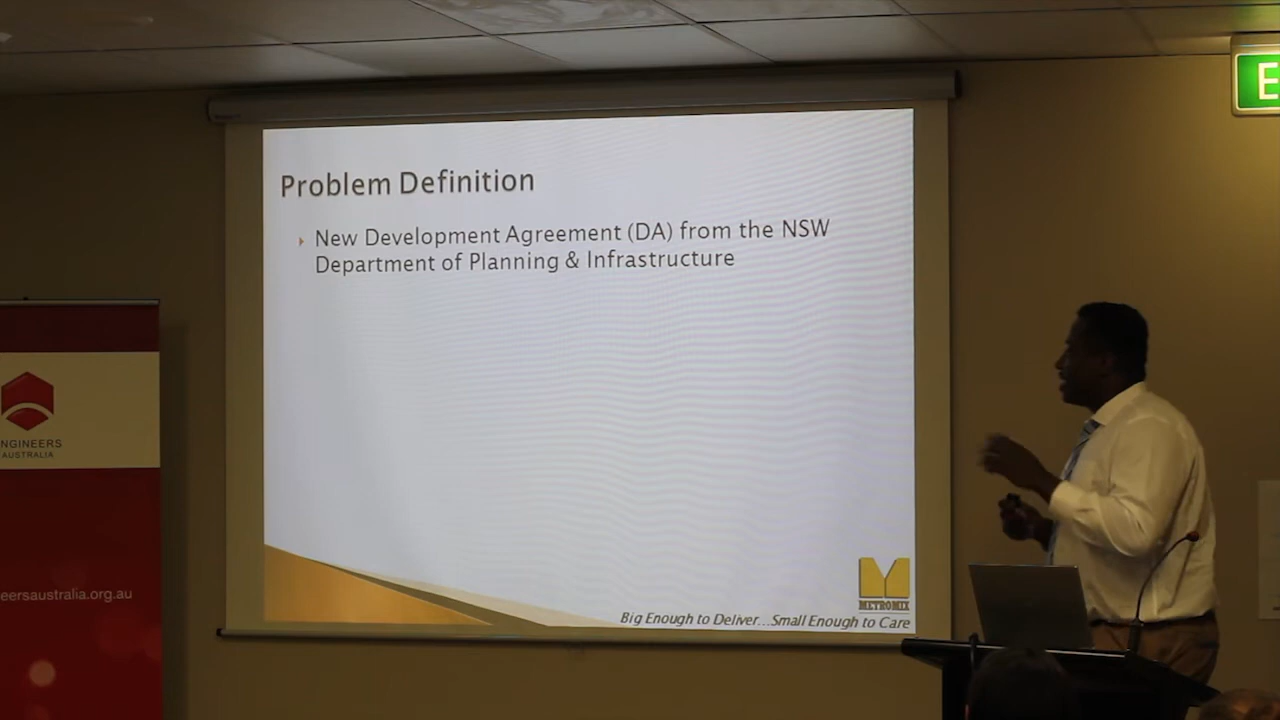 E
Problem Definition
New Development Agreement (DA) from the NSW
Department of Planning & Infrastructure
NGINEERS
AUSTRALIA
eersaustralia.org.au
METROMIX
Big Enough to Deliver...Small Enough to Care